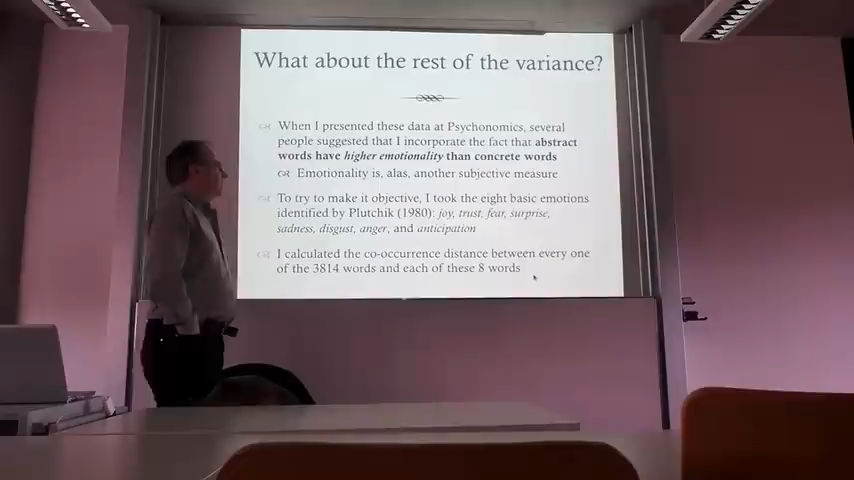 What about the rest of the variance?
When I presented these data at Psychonomics, several
people suggested that I incorporate the fact that abstract
words have higher emotionality than concrete words
Emotionality is, alas, another subjective measure
To try to make it objective, I took the eight basic emotions
identified by Plutchik (1980): joy, trust, fear, surprise,
sadness, disgust, anger, and anticipation
I calculated the co-occurrence distance between every one
of the 3814 words and each of these 8 words